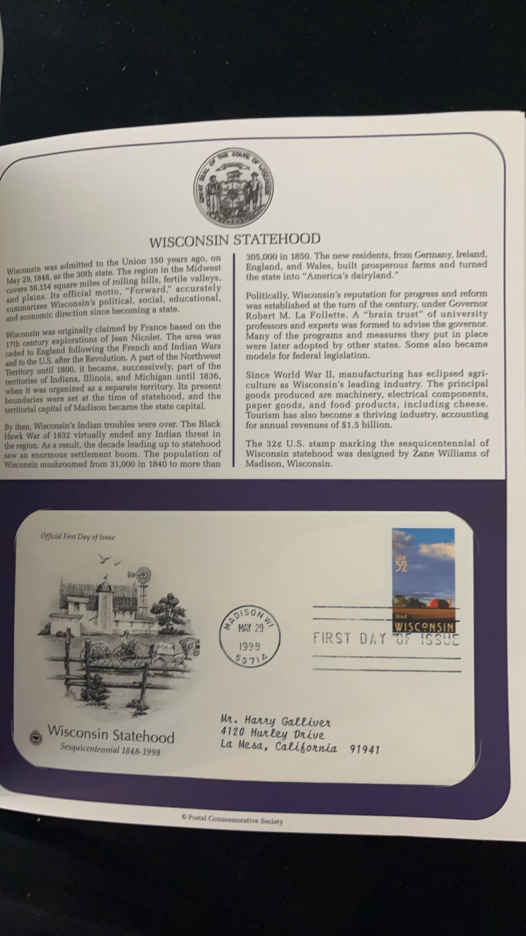 GREAT SEAL OF THE STATE OF WISCONSIN
WISCONSIN STATEHOOD
Wisconsin was admitted to the Union 150 years ago, on
May 29, 1848, as the 30th state. The region in the Midwest
covers 56,154 square miles of rolling hills, fertile valleys,
and plains. Its official motto, "Forward," accurately
summarizes Wisconsin's political, social, educational,
and economic direction since becoming a state.
Wisconsin was originally claimed by France based on the
17th century explorations of Jean Nicolet. The area was
ceded to England following the French and Indian Wars
and to the U.S. after the Revolution. A part of the Northwest
Territory until 1800, it became, successively, part of the
territories of Indiana, Illinois, and Michigan until 1836,
when it was organized as a separate territory. Its present
boundaries were set at the time of statehood, and the
territorial capital of Madison became the state capital.
By then, Wisconsin's Indian troubles were over. The Black
Hawk War of 1832 virtually ended any Indian threat in
the region. As a result, the decade leading up to statehood
saw an enormous settlement boom. The population of
Wisconsin mushroomed from 31,000 in 1840 to more than
305,000 in 1850. The new residents, from Germany, Ireland,
England, and Wales, built prosperous farms and turned
the state into "America's dairyland."
Politically, Wisconsin's reputation for progress and reform
was established at the turn of the century, under Governor
Robert M. La Follette. A "brain trust" of university
professors and experts was formed to advise the governor.
Many of the programs and measures they put in place
were later adopted by other states. Some also became
models for federal legislation.
Since World War II, manufacturing has eclipsed agri-
culture as Wisconsin's leading industry. The principal
goods produced are machinery, electrical components,
paper goods, and food products, including cheese.
Tourism has also become a thriving industry, accounting
for annual revenues of $1.5 billion.
The 32¢ U.S. stamp marking the sesquicentennial of
Wisconsin statehood was designed by Zane Williams of
Madison, Wisconsin.
Official First Day of Issue
MADISON WI
MAY 29
1998
53714
USA
32
1848
WISCONSIN
FIRST DAY OF ISSUE
Wisconsin Statehood
Sesquicentennial 1848-1998
Mr. Harry Galliver
4120 Hurley Drive
La Mesa, California 91941
© Postal Commemorative Society